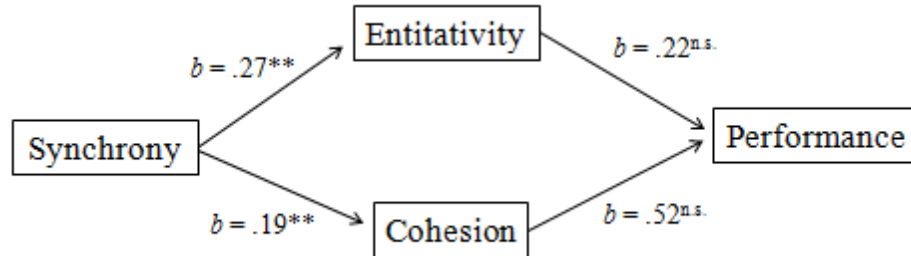 Entitativity
b = .27**
b = .22n.s.
Synchrony
Performance
b = .19**
b = .52n.s.
Cohesion